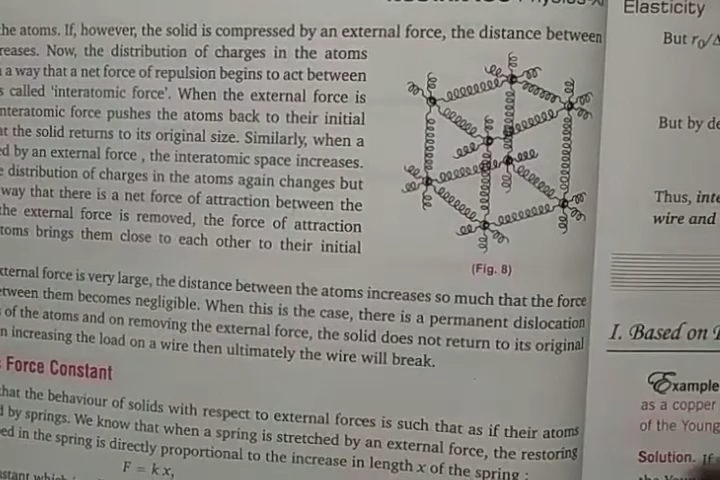 he atoms. If, however, the solid is compressed by an external force, the distance between
reases. Now, the distribution of charges in the atoms
a way that a net force of repulsion begins to act between
s called 'interatomic force'. When the external force is
nteratomic force pushes the atoms back to their initial
at the solid returns to its original size. Similarly, when a
ed by an external force , the interatomic space increases.
e distribution of charges in the atoms again changes but
way that there is a net force of attraction between the
the external force is removed, the force of attraction
toms brings them close to each other to their initial
(Fig. 8)
xternal force is very large, the distance between the atoms increases so much that the force
etween them becomes negligible. When this is the case, there is a permanent dislocation
of the atoms and on removing the external force, the solid does not return to its original
n increasing the load on a wire then ultimately the wire will break.
Force Constant
that the behaviour of solids with respect to external forces is such that as if their atoms
d by springs. We know that when a spring is stretched by an external force, the restoring
ed in the spring is directly proportional to the increase in length x of the spring :
F = k x,
Elasticity
But r₀/Δ
But by de
Thus, inte
wire and
I. Based on
Example
as a copper
of the Young
Solution. If